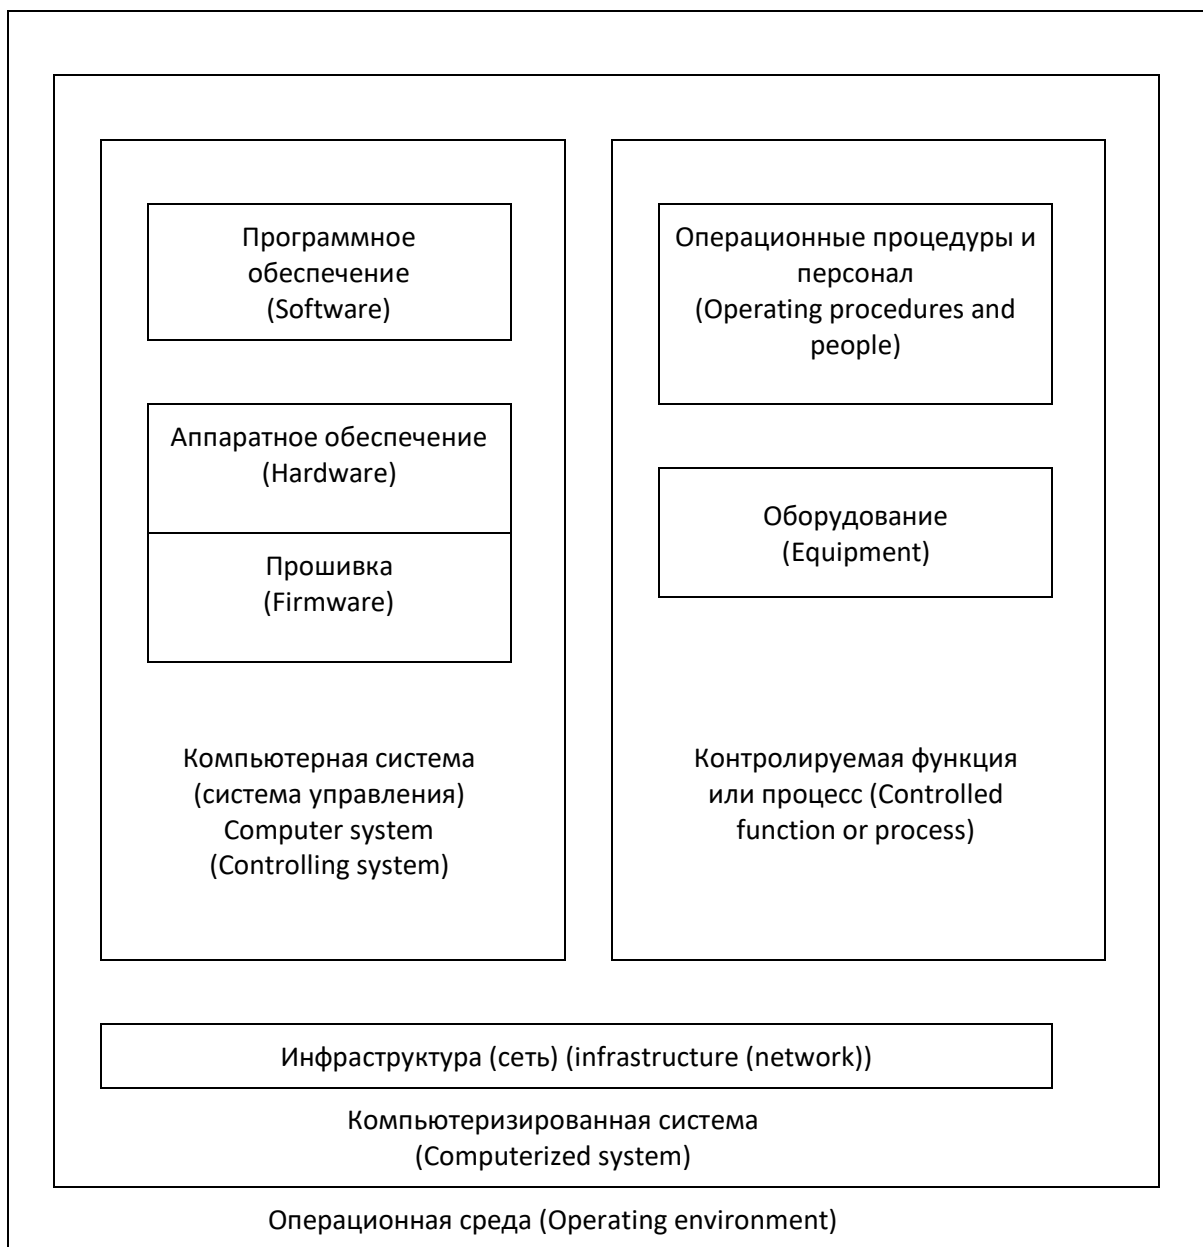 Программное
обеспечение
(Software)
Аппаратное обеспечение
(Hardware)
Прошивка
(Firmware)
Компьютерная система
(система управления)
Computer system
(Controlling system)
Операционные процедуры и
персонал
(Operating procedures and
people)
Оборудование
(Equipment)
Контролируемая функция
или процесс (Controlled
function or process)
Инфраструктура (сеть) (infrastructure (network))
Компьютеризированная система
(Computerized system)
Операционная среда (Operating environment)